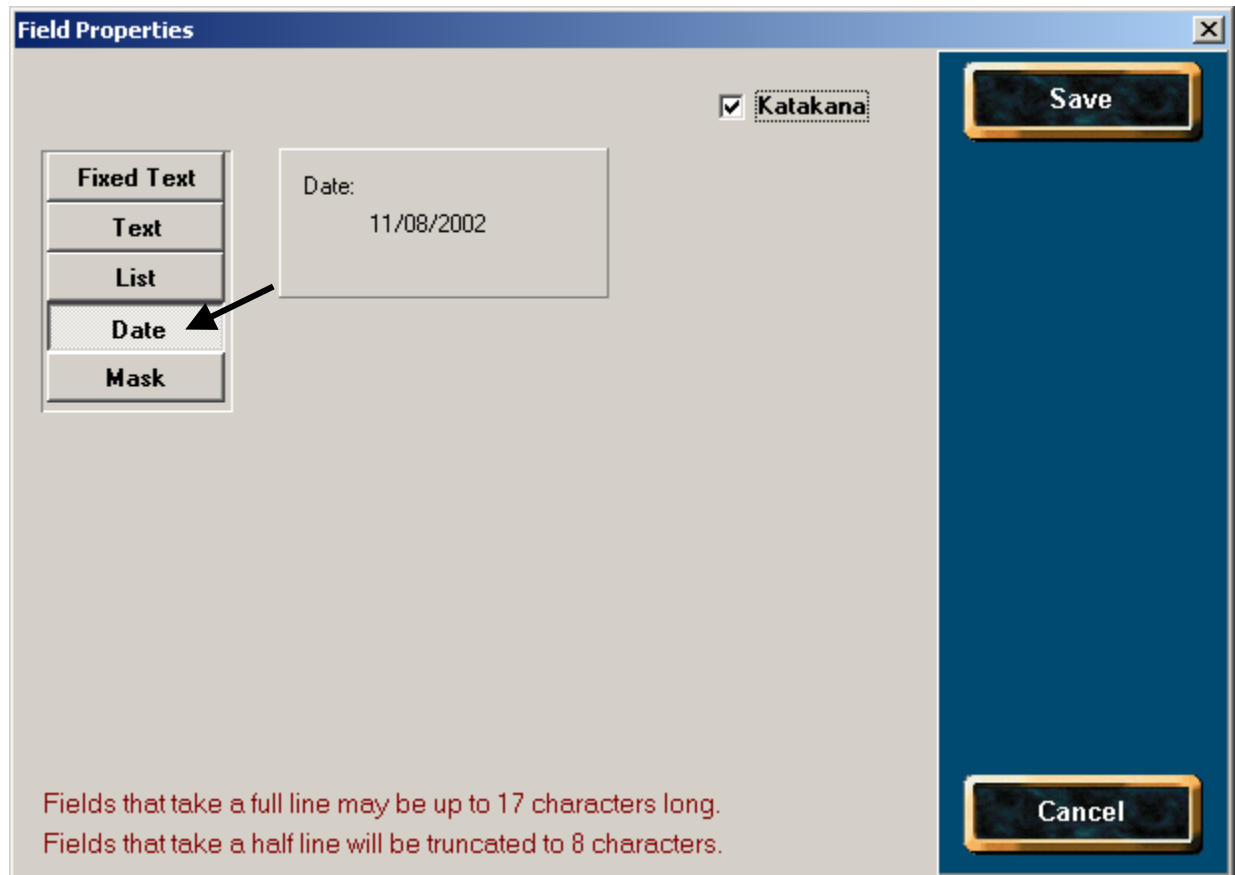 Field Properties
Katakana
Save
Fixed Text
Text
List
Date
Mask
Date:
11/08/2002
Fields that take a full line may be up to 17 characters long.
Fields that take a half line will be truncated to 8 characters.
Cancel